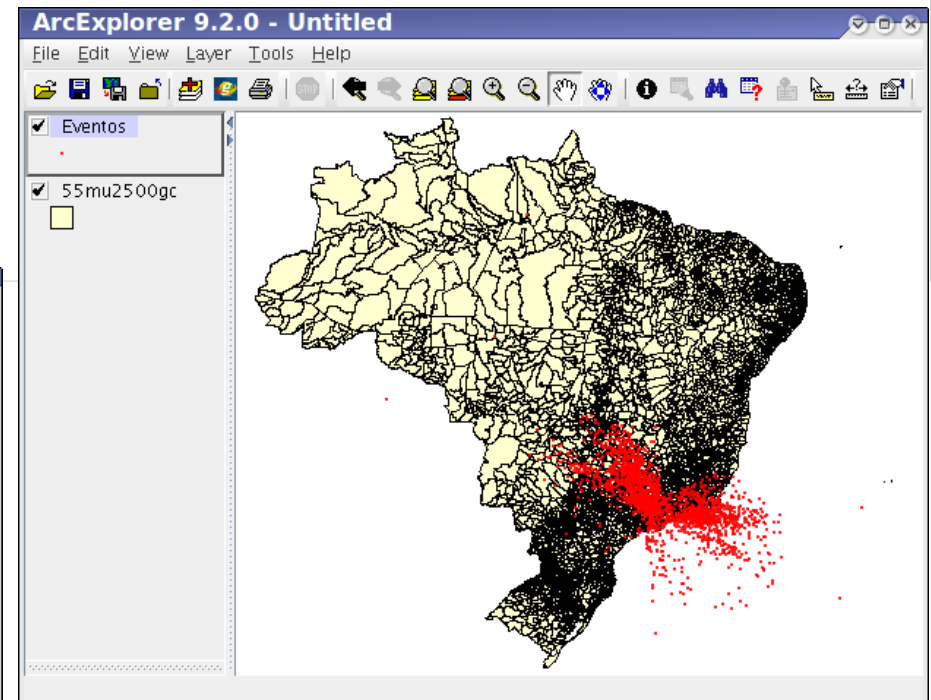 ArcExplorer 9.2.0 - Untitled
File Edit View Layer Tools Help
STOP
Eventos
55mu2500gc